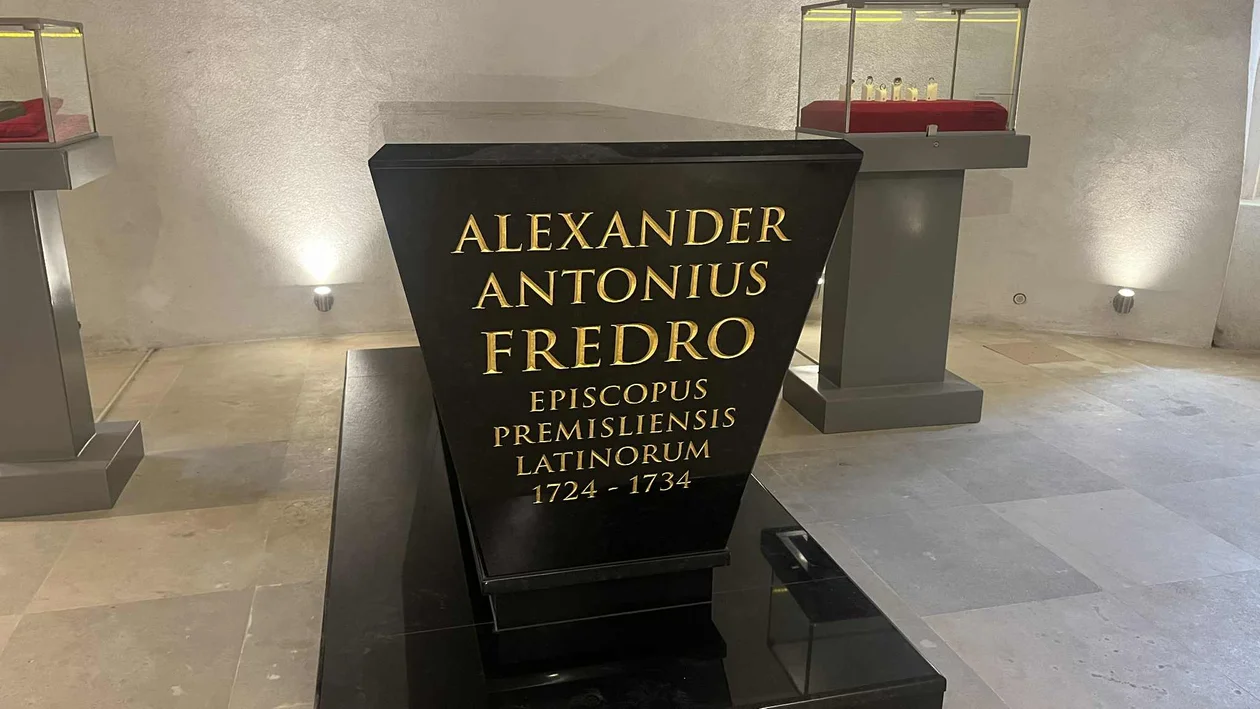 ALEXANDER
ANTONIUS
FREDRO
EPISCOPUS
PREMISLIENSIS
LATINORUM
1724 - 1734